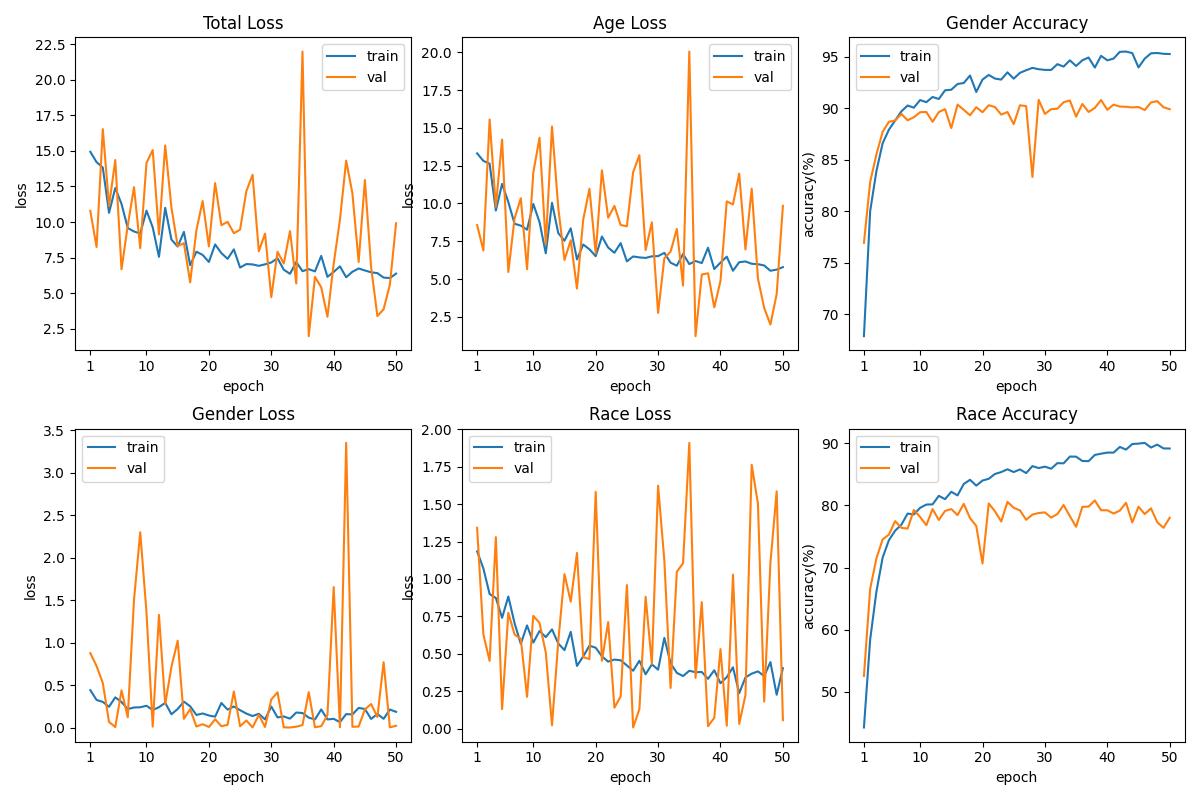 Total Loss
22.5
20.0
17.5
15.0
12.5
10.0
7.5
5.0
2.5
loss
train
val
1 10 20 30 40 50
epoch
Age Loss
20.0
17.5
15.0
12.5
10.0
7.5
5.0
2.5
loss
train
val
1 10 20 30 40 50
epoch
Gender Accuracy
95
90
85
80
75
70
accuracy(%)
train
val
1 10 20 30 40 50
epoch
Gender Loss
3.5
3.0
2.5
2.0
1.5
1.0
0.5
0.0
loss
train
val
1 10 20 30 40 50
epoch
Race Loss
2.00
1.75
1.50
1.25
1.00
0.75
0.50
0.25
0.00
loss
train
val
1 10 20 30 40 50
epoch
Race Accuracy
90
80
70
60
50
accuracy(%)
train
val
1 10 20 30 40 50
epoch